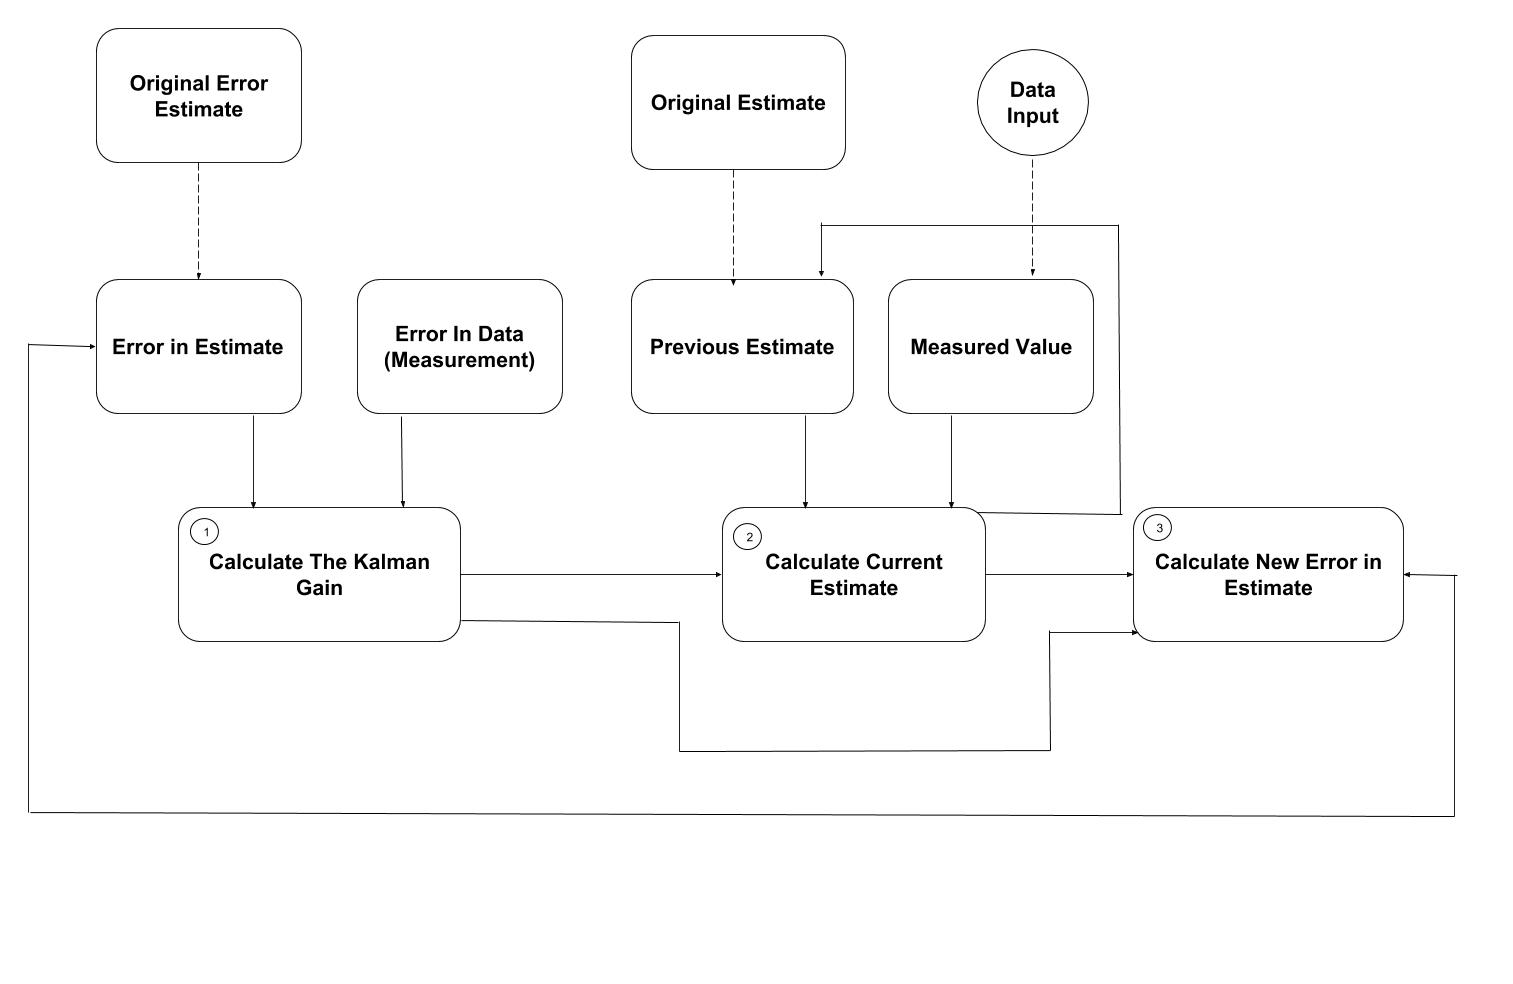 Original Error
Estimate
Original Estimate
Data
Input
Error in Estimate
Error In Data
(Measurement)
Previous Estimate
Measured Value
1
Calculate The Kalman
Gain
2
Calculate Current
Estimate
3
Calculate New Error in
Estimate